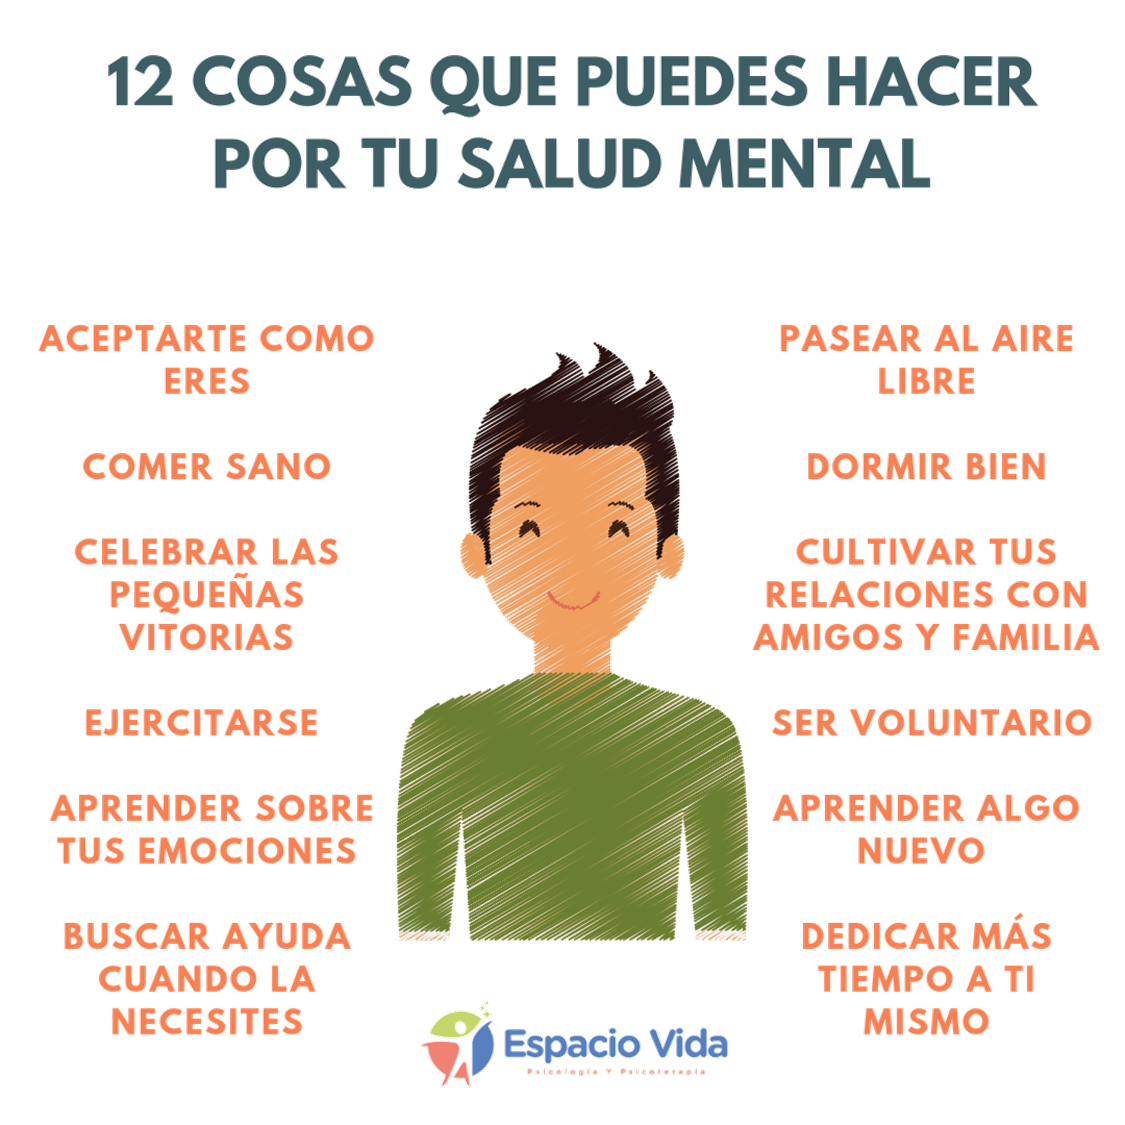 12 COSAS QUE PUEDES HACER
POR TU SALUD MENTAL
ACEPTARTE COMO
ERES
COMER SANO
CELEBRAR LAS
PEQUEÑAS
VITORIAS
EJERCITARSE
APRENDER SOBRE
TUS EMOCIONES
BUSCAR AYUDA
CUANDO LA
NECESITES
PASEAR AL AIRE
LIBRE
DORMIR BIEN
CULTIVAR TUS
RELACIONES CON
AMIGOS Y FAMILIA
SER VOLUNTARIO
APRENDER ALGO
NUEVO
DEDICAR MÁS
TIEMPO A TI
MISMO
Espacio Vida
Psicología Y Psicoterapia